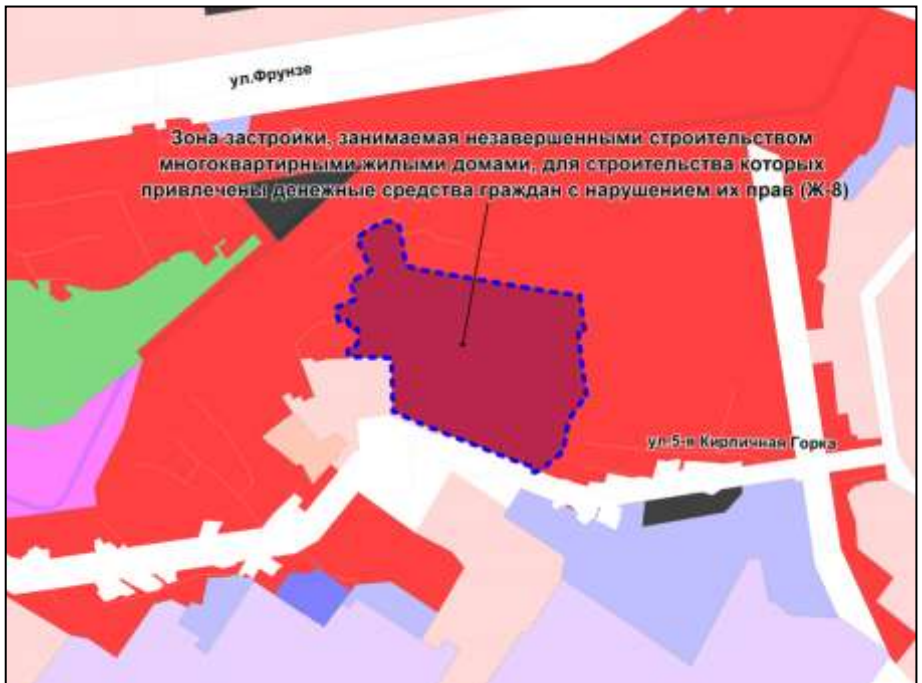 ул.Фрунзе
Зона застройки, занимаемая незавершенными строительством
многоквартирными жилыми домами, для строительства которых
привлечены денежные средства граждан с нарушением их прав (Ж-8)
ул.5-я Кирпичная Горка